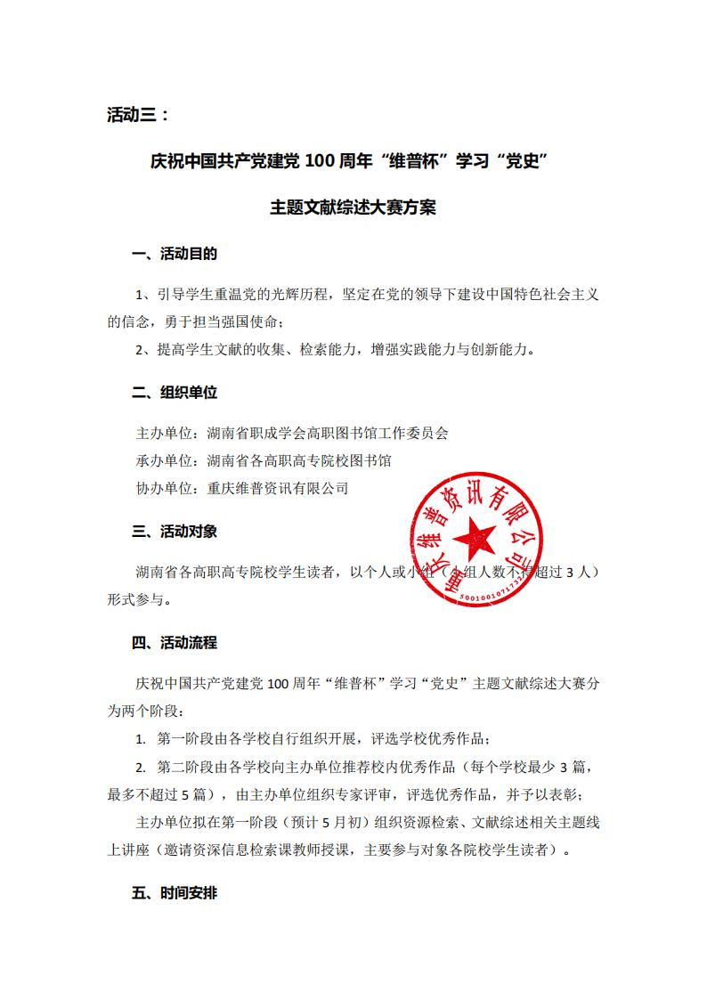 活动三：
庆祝中国共产党建党 100 周年“维普杯”学习“党史”
主题文献综述大赛方案
一、活动目的
1、引导学生重温党的光辉历程，坚定在党的领导下建设中国特色社会主义
的信念，勇于担当强国使命；
2、提高学生文献的收集、检索能力，增强实践能力与创新能力。
二、组织单位
主办单位：湖南省职成学会高职图书馆工作委员会
承办单位：湖南省各高职高专院校图书馆
协办单位：重庆维普资讯有限公司
重庆维普资讯有限公司
5001001071732
三、活动对象
湖南省各高职高专院校学生读者，以个人或小组（小组人数不得超过 3 人）
形式参与。
四、活动流程
庆祝中国共产党建党 100 周年“维普杯”学习“党史”主题文献综述大赛分
为两个阶段：
1. 第一阶段由各学校自行组织开展，评选学校优秀作品；
2. 第二阶段由各学校向主办单位推荐校内优秀作品（每个学校最少 3 篇，
最多不超过 5 篇），由主办单位组织专家评审，评选优秀作品，并予以表彰；
主办单位拟在第一阶段（预计 5 月初）组织资源检索、文献综述相关主题线
上讲座（邀请资深信息检索课教师授课，主要参与对象各院校学生读者）。
五、时间安排